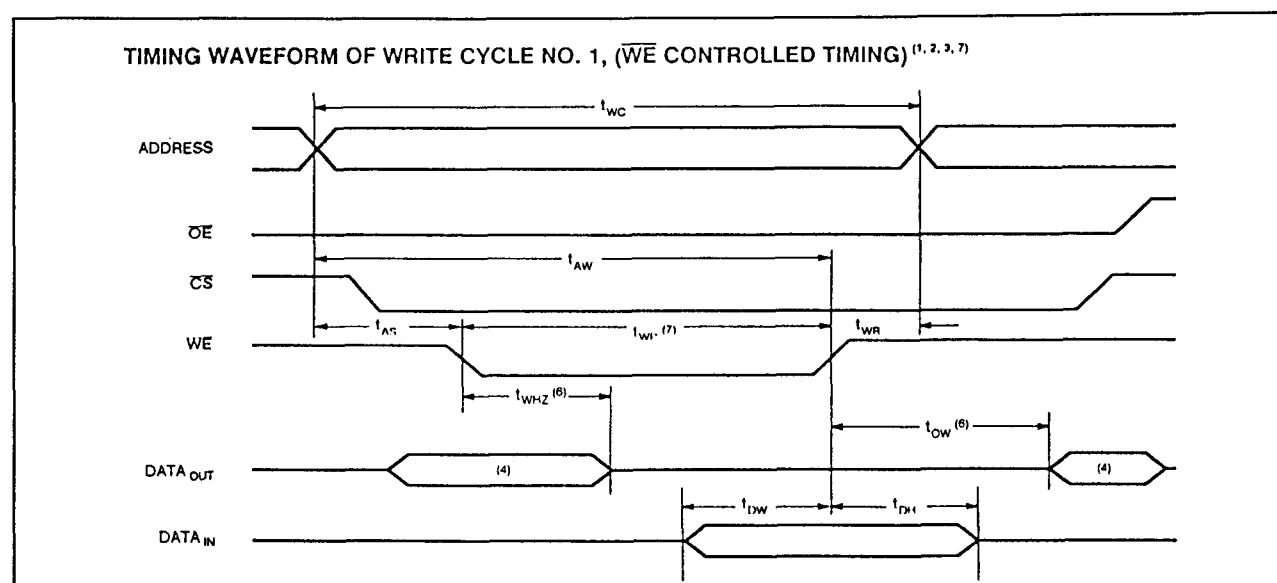 TIMING WAVEFORM OF WRITE CYCLE NO. 1, (WE CONTROLLED TIMING) (1, 2, 3, 7)
tWC
ADDRESS
OE
tAW
CS
tAS
tWP (7)
tWR
WE
tWHZ (6)
tOW (6)
DATA OUT
(4)
(4)
tDW
tDH
DATA IN